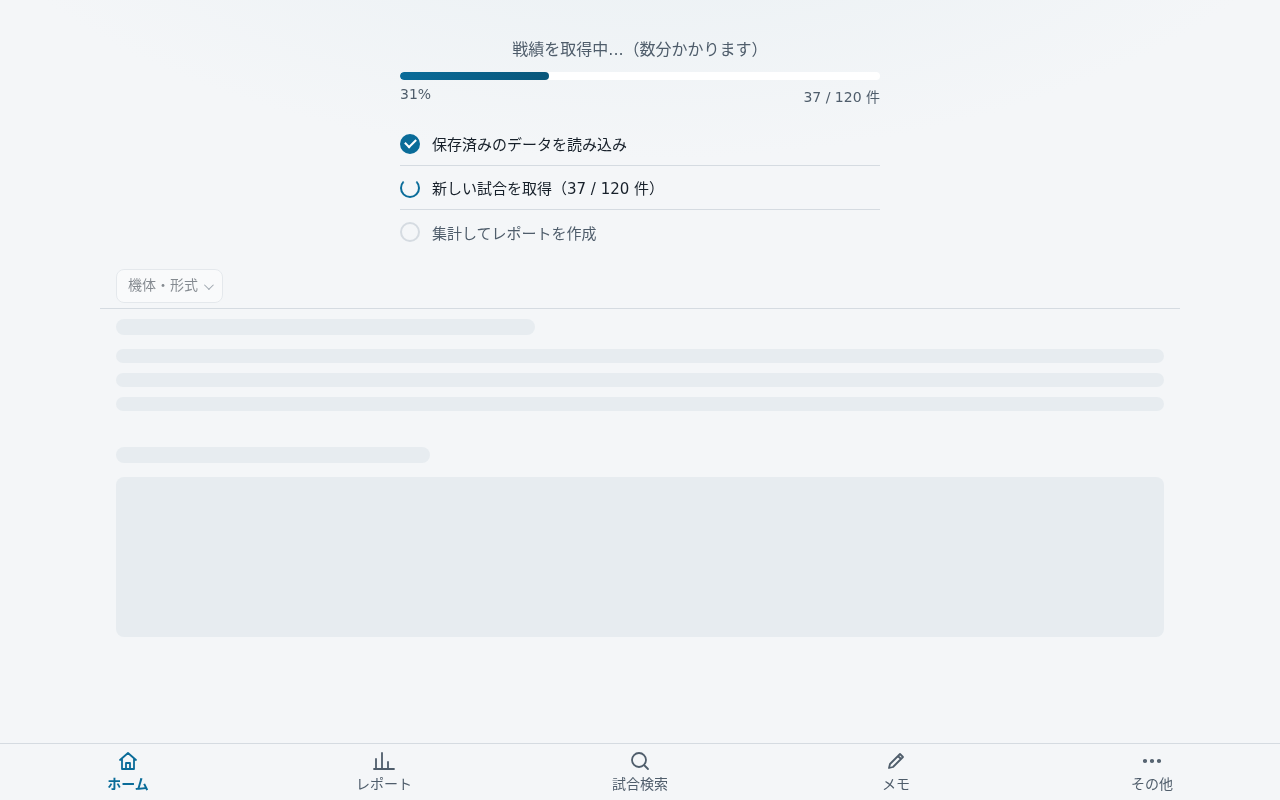 戦績を取得中…（数分かかります）
31%
37 / 120 件
保存済みのデータを読み込み
新しい試合を取得（37 / 120 件）
集計してレポートを作成
機体・形式
ホーム
レポート
試合検索
メモ
その他